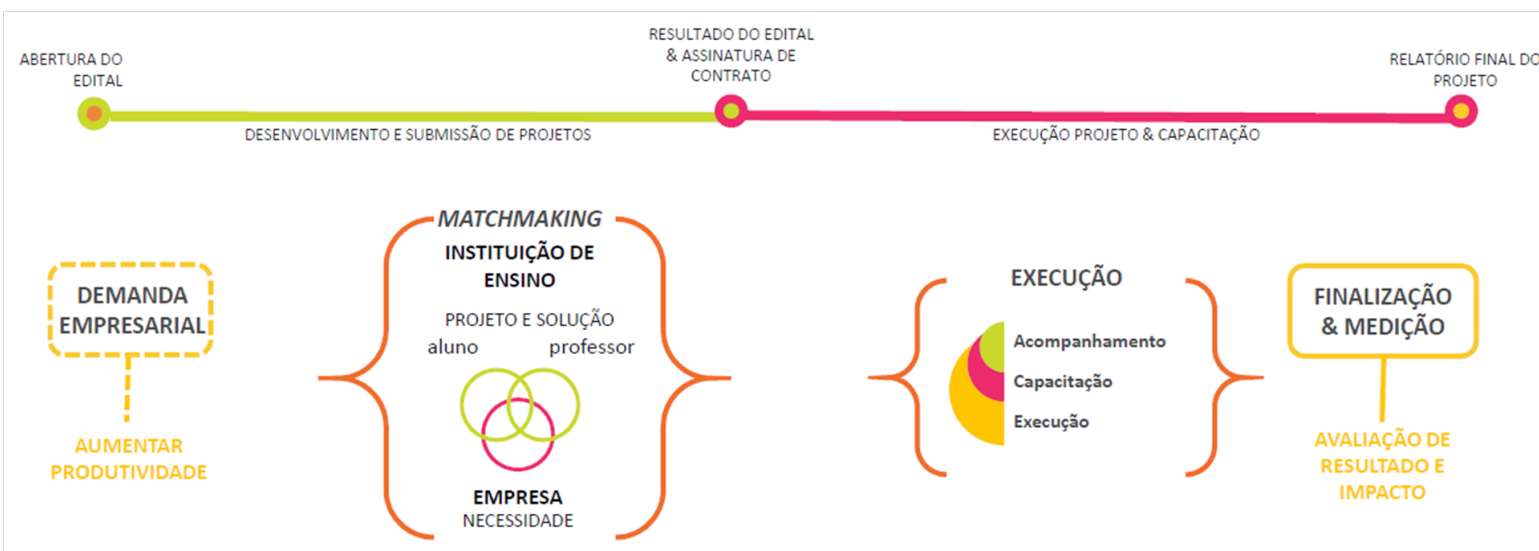 ABERTURA DO
EDITAL
RESULTADO DO EDITAL
& ASSINATURA DE
CONTRATO
RELATÓRIO FINAL DO
PROJETO
DESENVOLVIMENTO E SUBMISSÃO DE PROJETOS
EXECUÇÃO PROJETO & CAPACITAÇÃO
DEMANDA
EMPRESARIAL
AUMENTAR
PRODUTIVIDADE
MATCHMAKING
INSTITUIÇÃO DE
ENSINO
PROJETO E SOLUÇÃO
aluno professor
EMPRESA
NECESSIDADE
EXECUÇÃO
Acompanhamento
Capacitação
Execução
FINALIZAÇÃO
& MEDIÇÃO
AVALIAÇÃO DE
RESULTADO E
IMPACTO